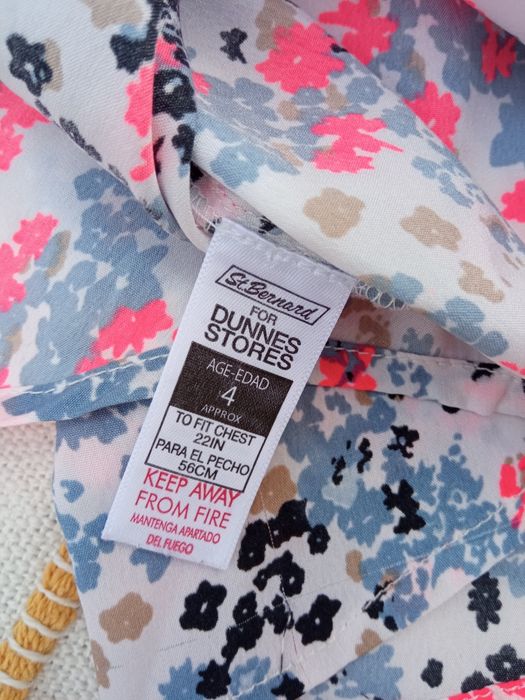 St.Bernard
FOR
DUNNES
STORES
AGE-EDAD
4
APPROX
TO FIT CHEST
22IN
PARA EL PECHO
56CM
KEEP AWAY
FROM FIRE
MANTENGA APARTADO
DEL FUEGO